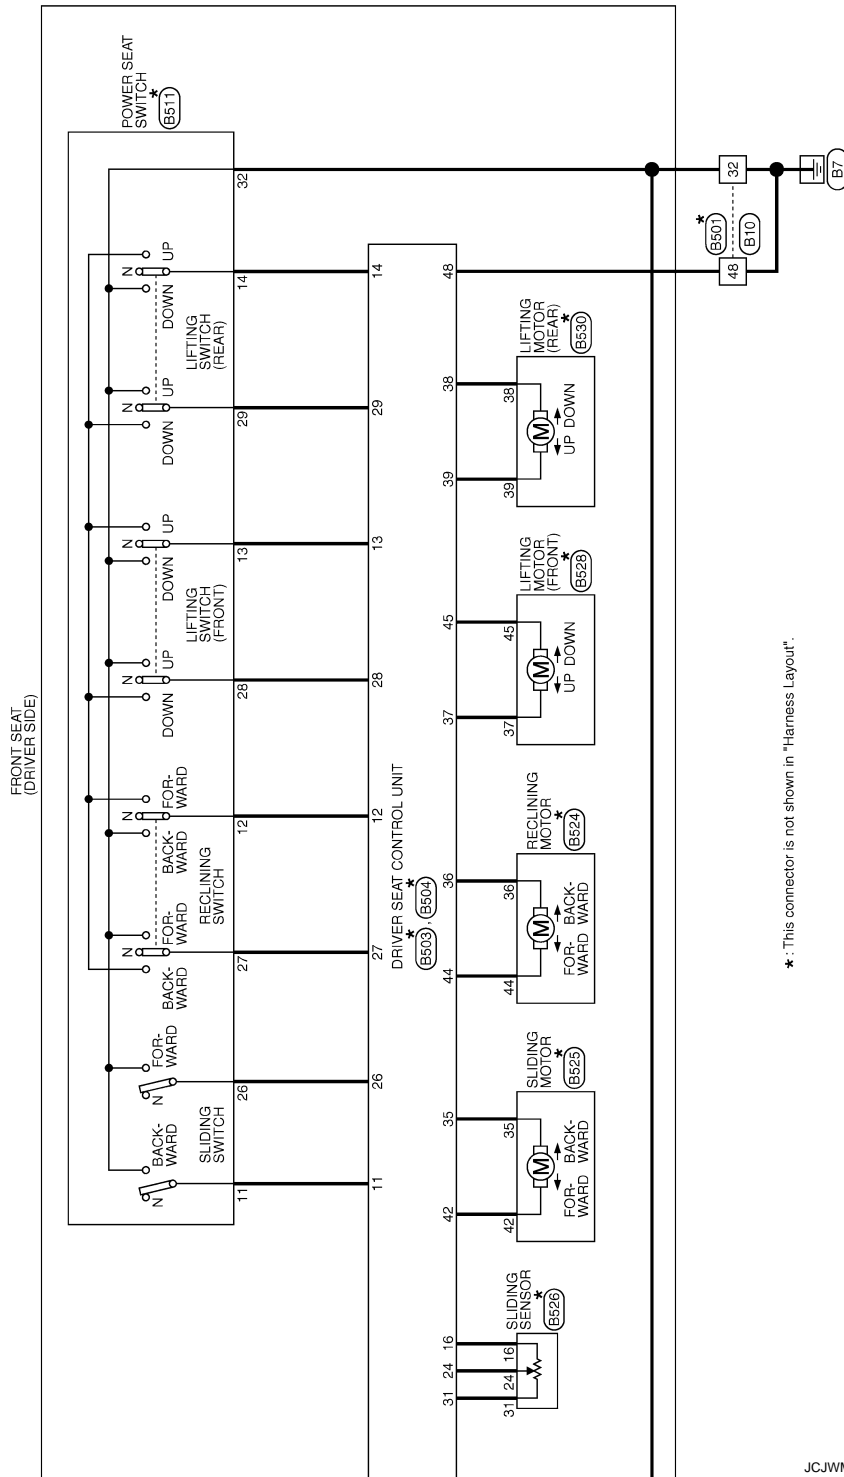 FRONT SEAT
(DRIVER SIDE)
POWER SEAT
SWITCH
*
B511
BACK-
WARD
N
FOR-
WARD
N
SLIDING
SWITCH
BACK-
WARD
N
FOR-
WARD
BACK-
WARD
N
FOR-
WARD
RECLINING
SWITCH
DOWN
N
UP
DOWN
N
UP
LIFTING
SWITCH
(FRONT)
DOWN
N
UP
DOWN
N
UP
LIFTING
SWITCH
(REAR)
11
26
27
12
28
13
29
14
32
11
26
27
12
28
13
29
14
DRIVER SEAT CONTROL UNIT
* *
B503 , B504
31
24
16
42
35
44
36
37
45
39
38
48
SLIDING
SENSOR
*
B526
31
24
16
SLIDING
MOTOR
*
B525
42
35
M
FOR-
WARD
BACK-
WARD
RECLINING
MOTOR
*
B524
44
36
M
FOR-
WARD
BACK-
WARD
LIFTING
MOTOR
(FRONT)
*
B528
37
45
M
UP DOWN
LIFTING
MOTOR
(REAR)
*
B530
39
38
M
UP DOWN
*
B501
B10
48
32
B7
* : This connector is not shown in "Harness Layout".